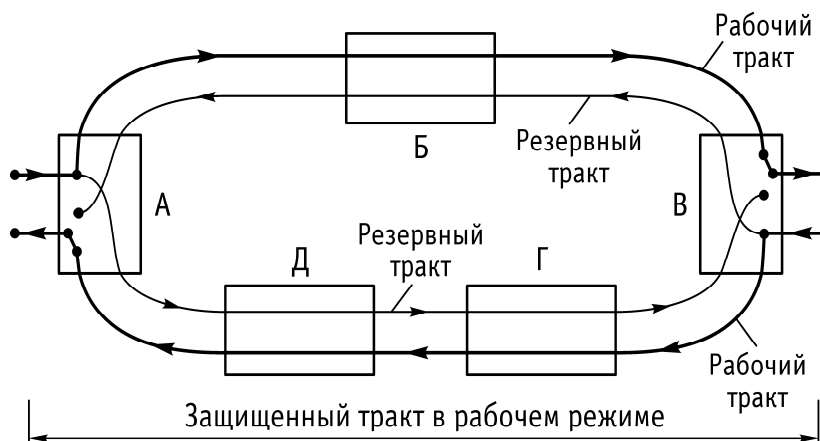 Рабочий
тракт
Б
Резервный
тракт
А
В
Резервный
тракт
Д
Г
Рабочий
тракт
Защищенный тракт в рабочем режиме